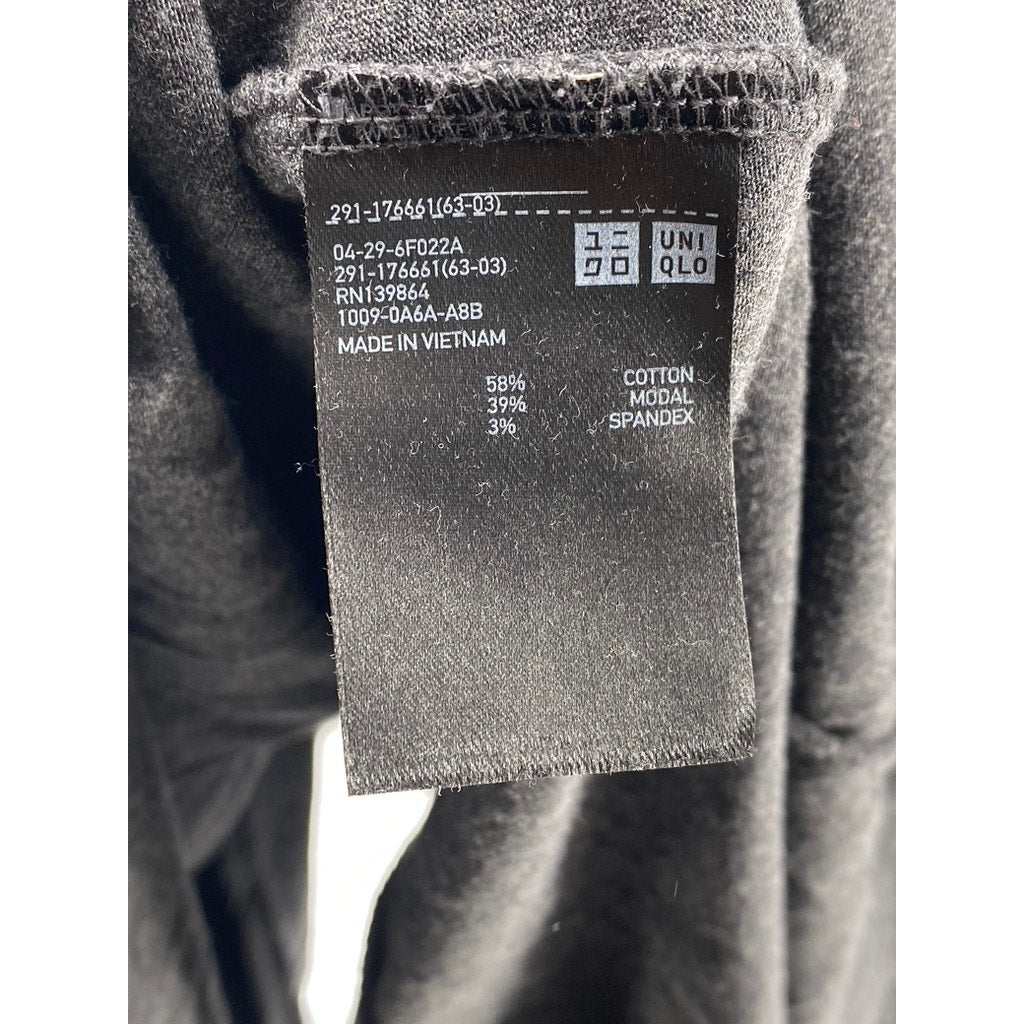 291-176661(63-03)
ユニ
クロ
UNI
QLO
04-29-6F022A
291-176661(63-03)
RN139864
1009-0A6A-A8B
MADE IN VIETNAM
58% COTTON
39% MODAL
3% SPANDEX